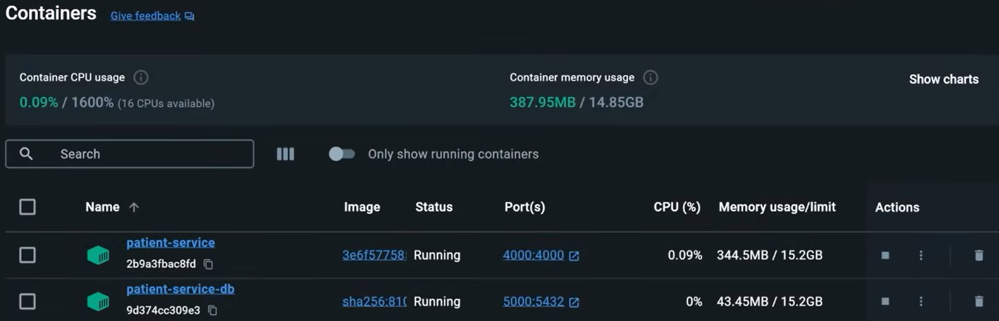 Containers Give feedback
Container CPU usage
0.09% / 1600% (16 CPUs available)
Container memory usage
387.95MB / 14.85GB
Show charts
Search
Only show running containers
Name Image Status Port(s) CPU (%) Memory usage/limit Actions
patient-service
2b9a3fbac8fd
3e6f57758 Running 4000:4000 0.09% 344.5MB / 15.2GB
patient-service-db
9d374cc309e3
sha256:81 Running 5000:5432 0% 43.45MB / 15.2GB